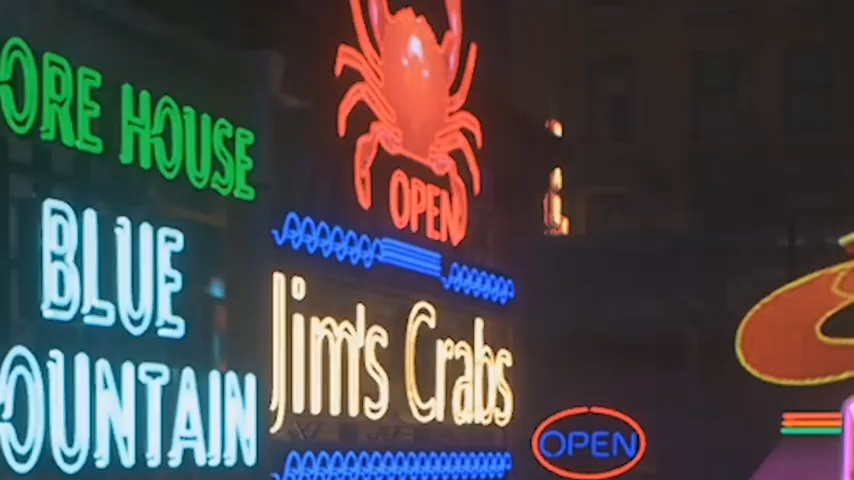 ORE HOUSE
BLUE
OUNTAIN
OPEN
Jim's Crabs
OPEN